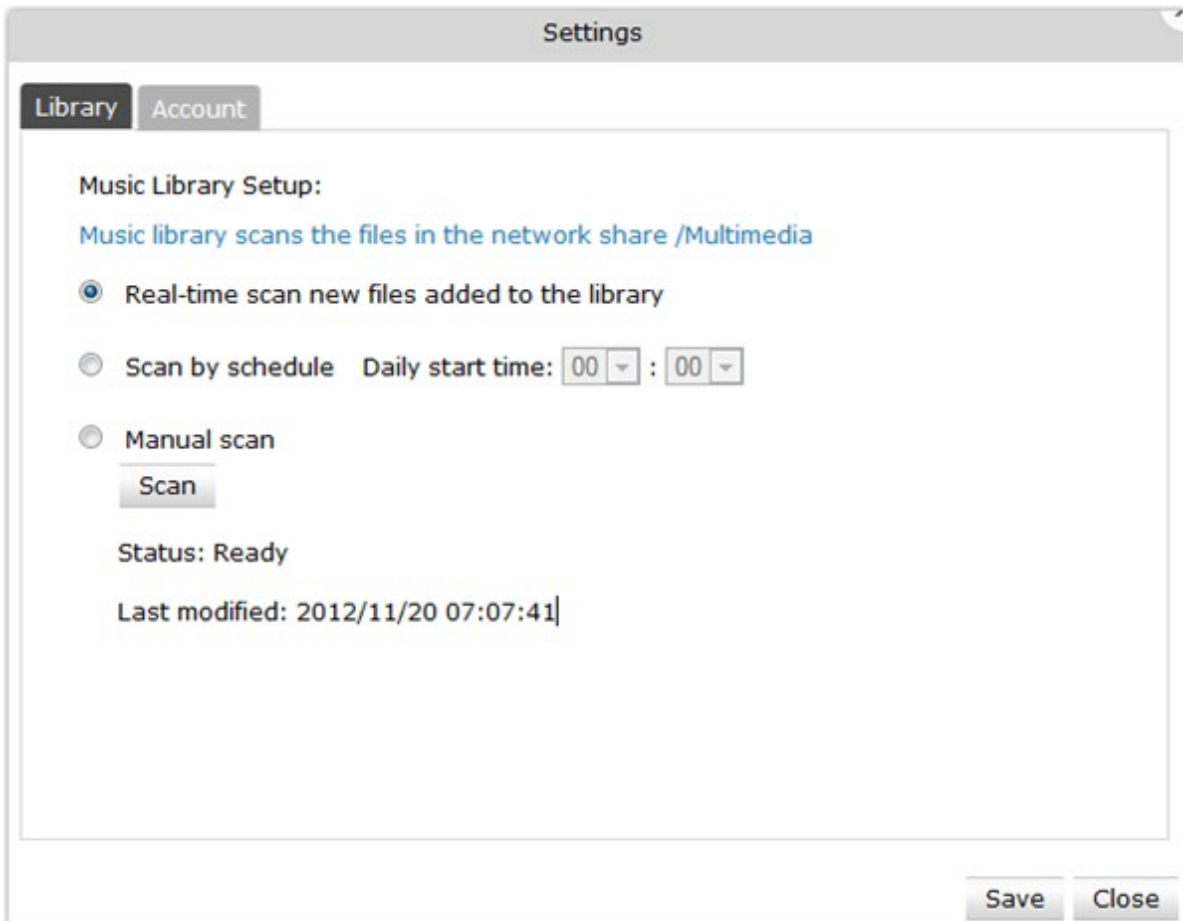 Settings
Library Account
Music Library Setup:
Music library scans the files in the network share /Multimedia
Real-time scan new files added to the library
Scan by schedule Daily start time: 00 : 00
Manual scan
Scan
Status: Ready
Last modified: 2012/11/20 07:07:41
Save Close